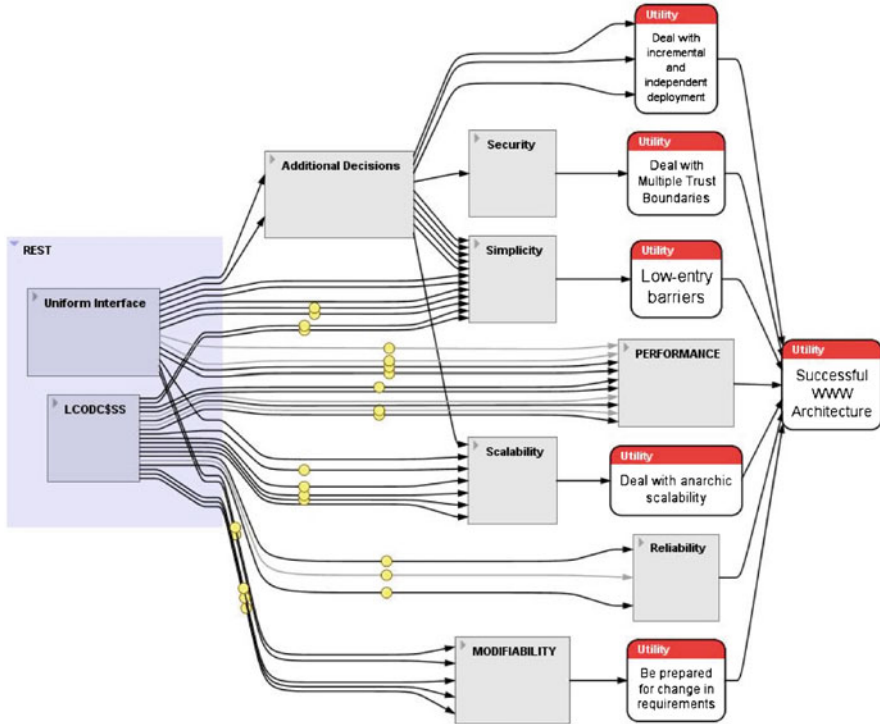 Utility
Deal with
incremental
and
independent
deployment
Additional Decisions
Security
Utility
Deal with
Multiple Trust
Boundaries
REST
Simplicity
Utility
Low-entry
barriers
Uniform Interface
PERFORMANCE
Utility
Successful
WWW
Architecture
LCODC$SS
Scalability
Utility
Deal with anarchic
scalability
Reliability
MODIFIABILITY
Utility
Be prepared
for change in
requirements